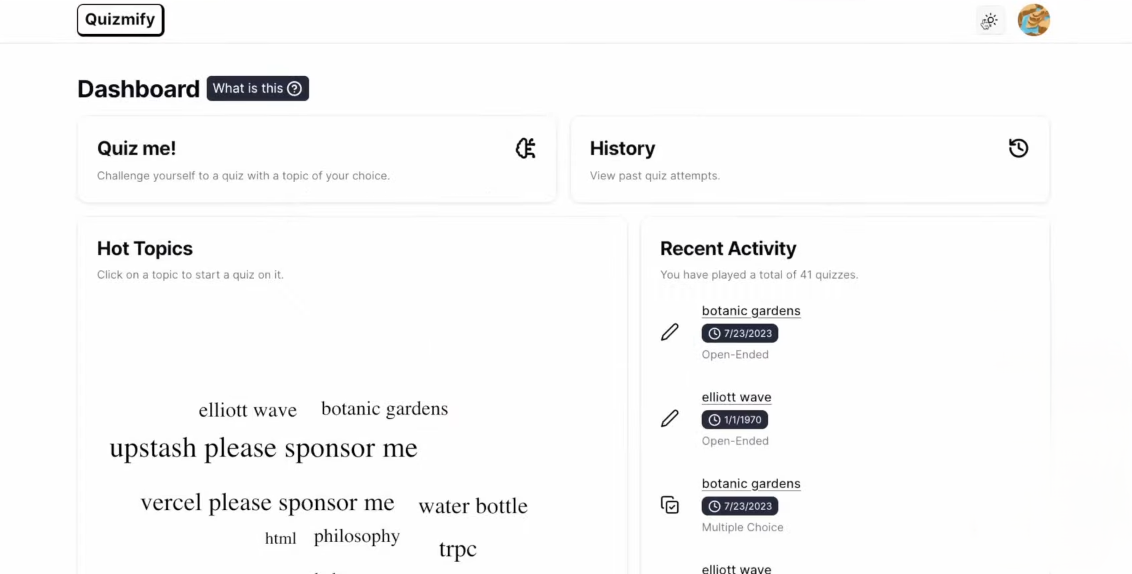 Quizmify
Dashboard
What is this
Quiz me!
Challenge yourself to a quiz with a topic of your choice.
History
View past quiz attempts.
Hot Topics
Click on a topic to start a quiz on it.
elliott wave
botanic gardens
upstash please sponsor me
vercel please sponsor me
water bottle
html
philosophy
trpc
Recent Activity
You have played a total of 41 quizzes.
botanic gardens
7/23/2023
Open-Ended
elliott wave
1/1/1970
Open-Ended
botanic gardens
7/23/2023
Multiple Choice
elliott wave